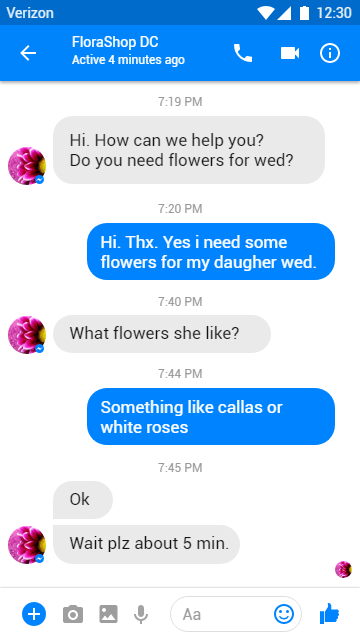 Verizon 12:30
FloraShop DC
Active 4 minutes ago
7:19 PM
Hi. How can we help you?
Do you need flowers for wed?
7:20 PM
Hi. Thx. Yes i need some
flowers for my daugher wed.
7:40 PM
What flowers she like?
7:44 PM
Something like callas or
white roses
7:45 PM
Ok
Wait plz about 5 min.
Aa